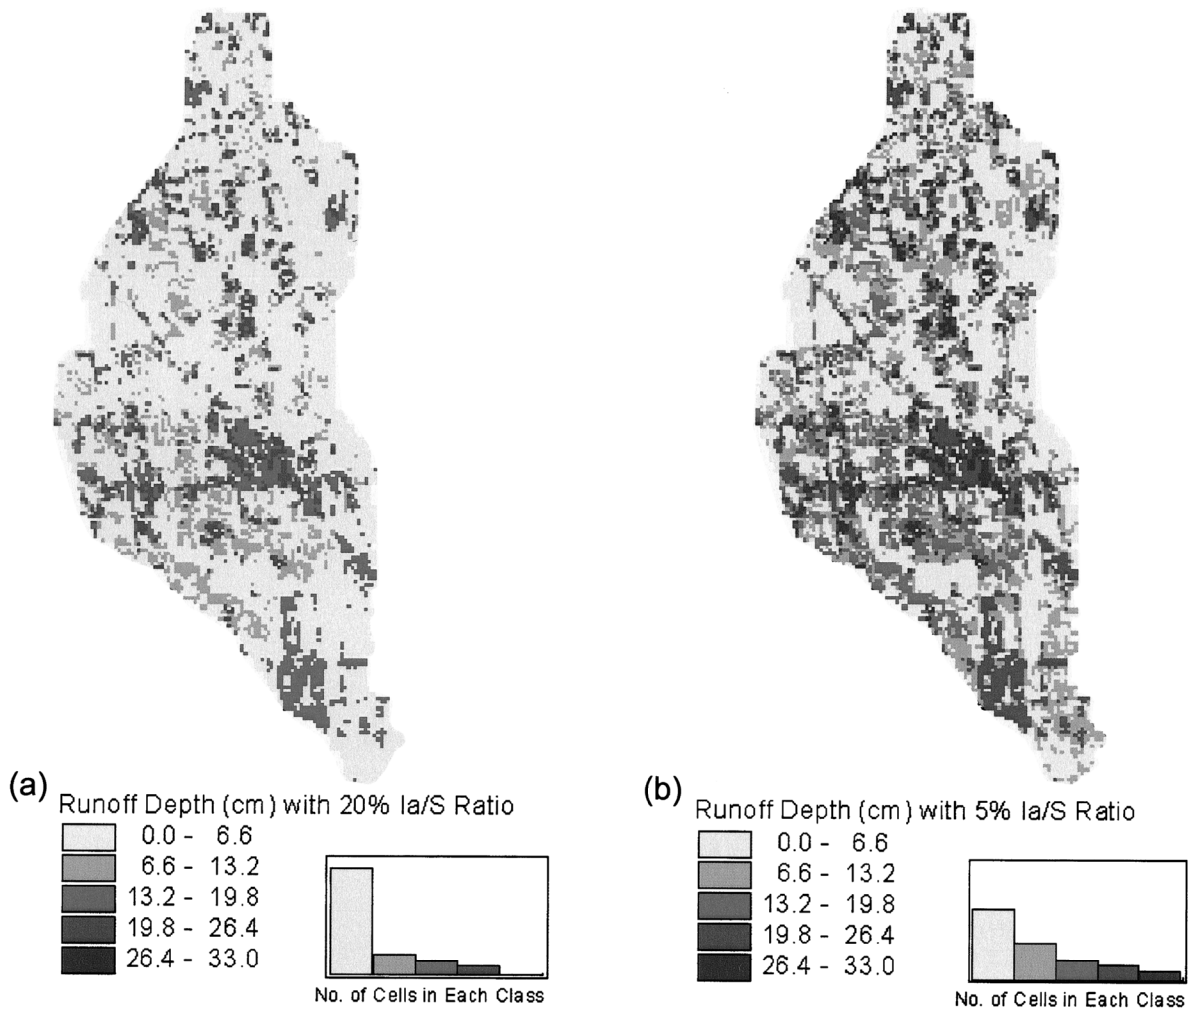 (a)
Runoff Depth (cm) with 20% Ia/S Ratio
0.0 - 6.6
6.6 - 13.2
13.2 - 19.8
19.8 - 26.4
26.4 - 33.0
No. of Cells in Each Class
(b)
Runoff Depth (cm) with 5% Ia/S Ratio
0.0 - 6.6
6.6 - 13.2
13.2 - 19.8
19.8 - 26.4
26.4 - 33.0
No. of Cells in Each Class